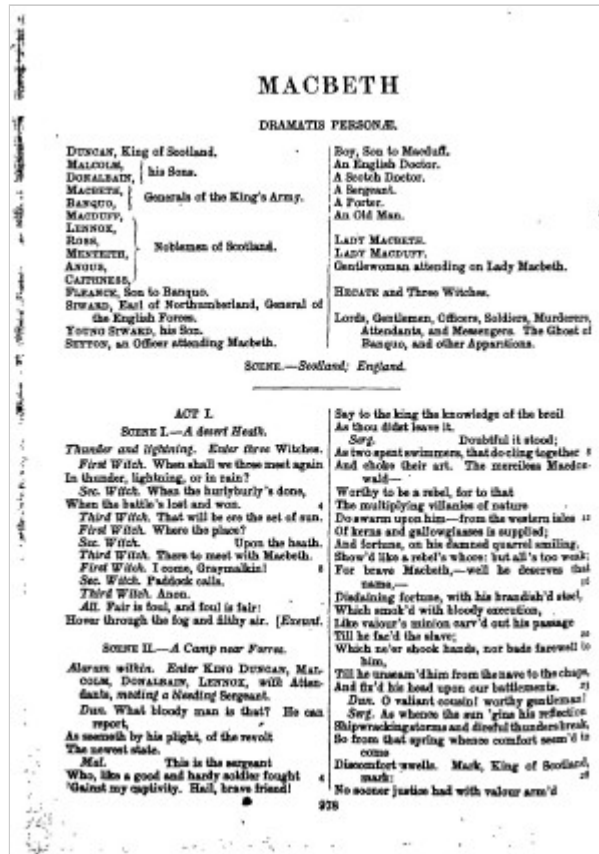 MACBETH
DRAMATIS PERSONÆ.
DUNCAN, King of Scotland.
MALCOLM,
DONALBAIN,
his Sons.
MACBETH,
BANQUO,
Generals of the King's Army.
MACDUFF,
LENNOX,
ROSS,
MENTEITH,
ANGUS,
CAITHNESS,
Noblemen of Scotland.
FLEANCE, Son to Banquo.
SIWARD, Earl of Northumberland, General of
the English Forces.
YOUNG SIWARD, his Son.
SEYTON, an Officer attending Macbeth.
Boy, Son to Macduff.
An English Doctor.
A Scotch Doctor.
A Sergeant.
A Porter.
An Old Man.
LADY MACBETH.
LADY MACDUFF.
Gentlewoman attending on Lady Macbeth.
HECATE and Three Witches.
Lords, Gentlemen, Officers, Soldiers, Murderers,
Attendants, and Messengers. The Ghost of
Banquo, and other Apparitions.
SCENE.—Scotland; England.
ACT I.
SCENE I.—A desert Heath.
Thunder and lightning. Enter three Witches.
First Witch. When shall we three meet again
In thunder, lightning, or in rain?
Sec. Witch. When the hurlyburly's done,
When the battle's lost and won. 4
Third Witch. That will be ere the set of sun.
First Witch. Where the place?
Sec. Witch. Upon the heath.
Third Witch. There to meet with Macbeth.
First Witch. I come, Graymalkin! 8
Sec. Witch. Paddock calls.
Third Witch. Anon.
All. Fair is foul, and foul is fair:
Hover through the fog and filthy air. [Exeunt.
SCENE II.—A Camp near Forres.
Alarum within. Enter KING DUNCAN, MAL-
COLM, DONALBAIN, LENNOX, with Atten-
dants, meeting a bleeding Sergeant.
Dun. What bloody man is that? He can
report,
As seemeth by his plight, of the revolt
The newest state.
Mal. This is the sergeant
Who, like a good and hardy soldier fought 4
'Gainst my captivity. Hail, brave friend!
Say to the king the knowledge of the broil
As thou didst leave it.
Serg. Doubtful it stood;
As two spent swimmers, that do cling together 8
And choke their art. The merciless Macdon-
wald—
Worthy to be a rebel, for to that
The multiplying villanies of nature
Do swarm upon him—from the western isles 12
Of kerns and gallowglasses is supplied;
And fortune, on his damned quarrel smiling,
Show'd like a rebel's whore: but all's too weak;
For brave Macbeth,—well he deserves that
name,— 16
Disdaining fortune, with his brandish'd steel,
Which smok'd with bloody execution,
Like valour's minion carv'd out his passage
Till he fac'd the slave; 20
Which ne'er shook hands, nor bade farewell to
him,
Till he unseam'd him from the nave to the chaps,
And fix'd his head upon our battlements.
Dun. O valiant cousin! worthy gentleman!
Serg. As whence the sun 'gins his reflection
Shipwracking storms and direful thunders break,
So from that spring whence comfort seem'd to
come
Discomfort swells. Mark, King of Scotland,
mark: 28
No sooner justice had with valour arm'd
978